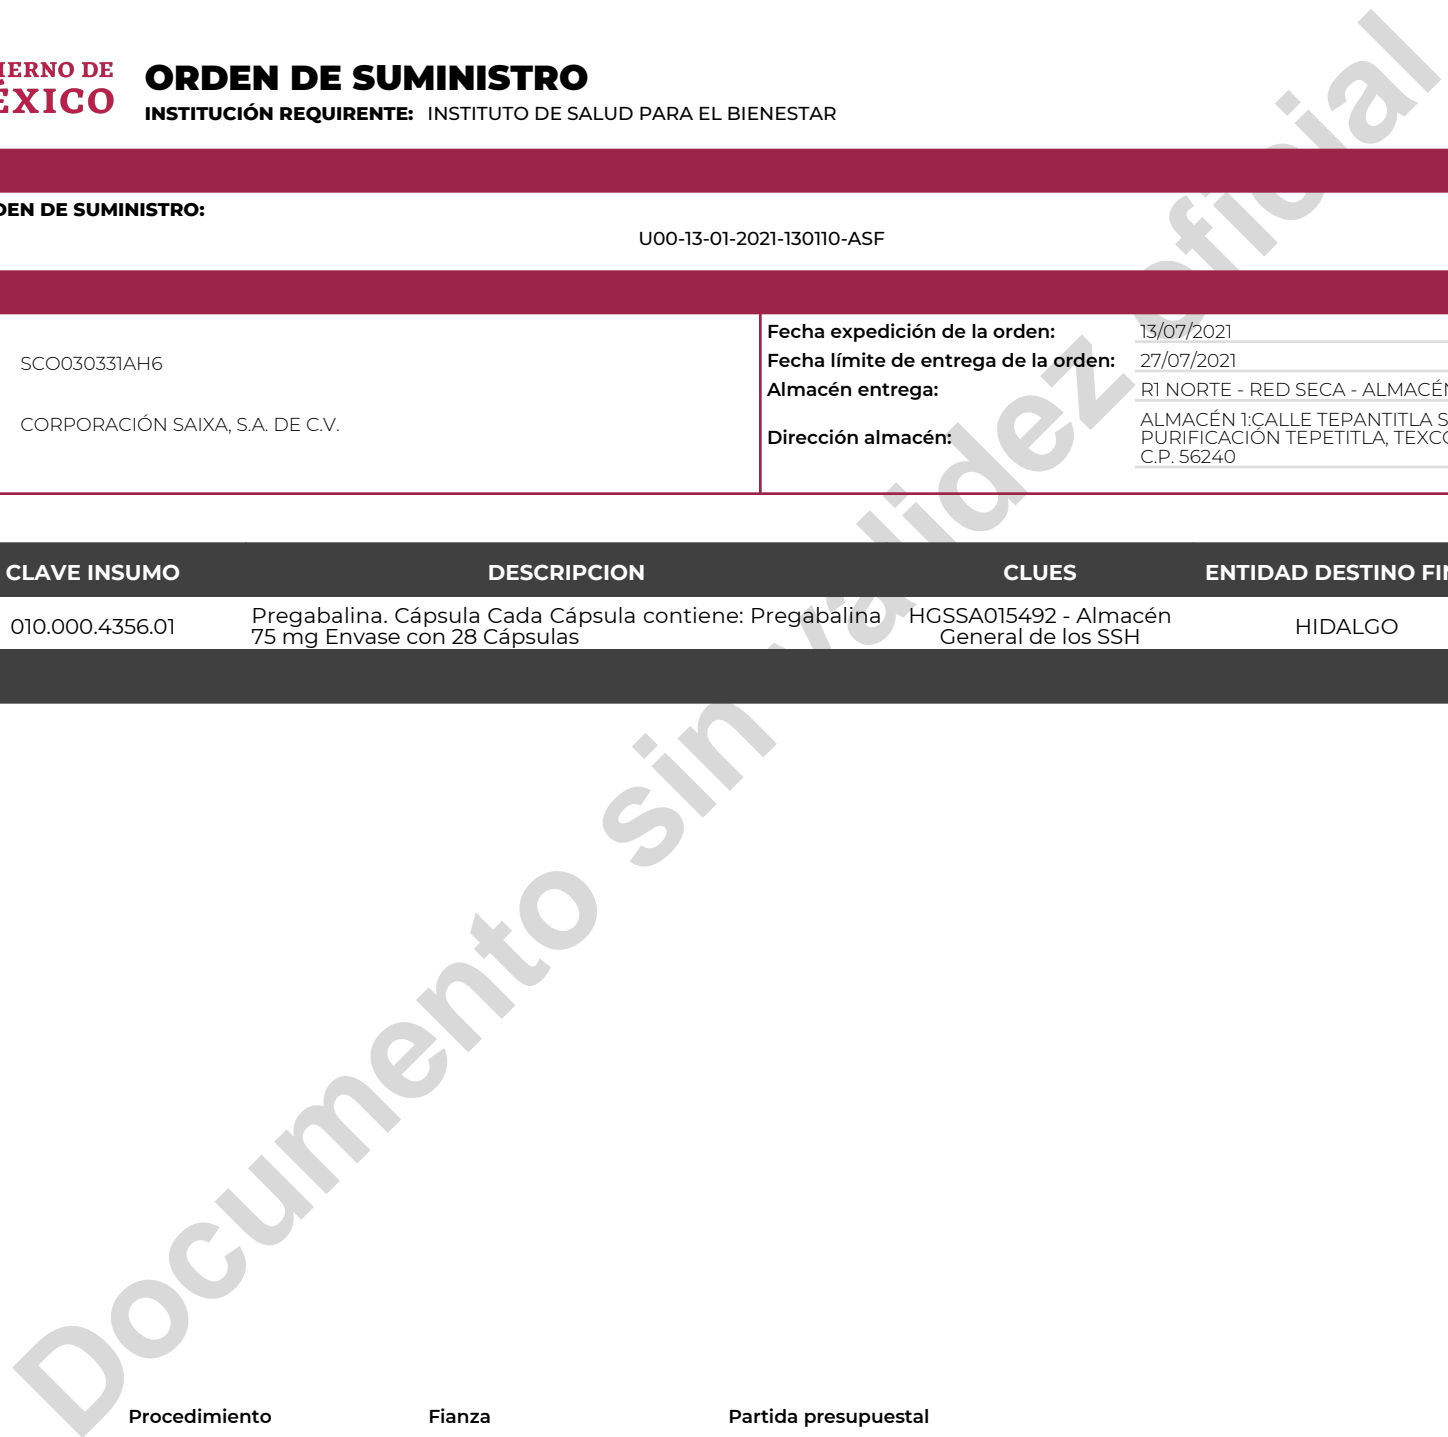 IERNO DE
ÉXICO
ORDEN DE SUMINISTRO
INSTITUCIÓN REQUIRENTE: INSTITUTO DE SALUD PARA EL BIENESTAR
DEN DE SUMINISTRO:
U00-13-01-2021-130110-ASF
SCO030331AH6
CORPORACIÓN SAIXA, S.A. DE C.V.
Fecha expedición de la orden: 13/07/2021
Fecha límite de entrega de la orden: 27/07/2021
Almacén entrega: R1 NORTE - RED SECA - ALMACÉN
Dirección almacén:
ALMACÉN 1:CALLE TEPANTITLA S
PURIFICACIÓN TEPETITLA, TEXCO
C.P. 56240
CLAVE INSUMO DESCRIPCION CLUES ENTIDAD DESTINO FIN
010.000.4356.01
Pregabalina. Cápsula Cada Cápsula contiene: Pregabalina
75 mg Envase con 28 Cápsulas
HGSSA015492 - Almacén
General de los SSH
HIDALGO
Documento sin validez oficial
Procedimiento Fianza Partida presupuestal